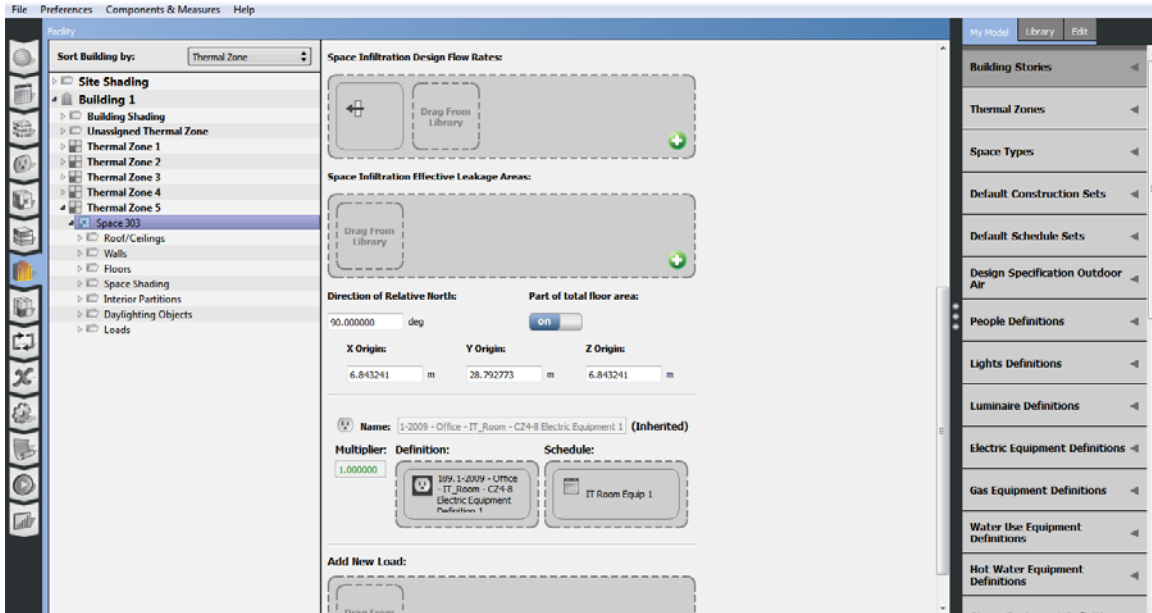 File Preferences Components & Measures Help
Facility
Sort Building by: Thermal Zone
Site Shading
Building 1
Building Shading
Unassigned Thermal Zone
Thermal Zone 1
Thermal Zone 2
Thermal Zone 3
Thermal Zone 4
Thermal Zone 5
Space 303
Roof/Ceilings
Walls
Floors
Space Shading
Interior Partitions
Daylighting Objects
Loads
Space Infiltration Design Flow Rates:
Drag From
Library
Space Infiltration Effective Leakage Areas:
Drag From
Library
Direction of Relative North: Part of total floor area:
90.000000 deg on
X Origin: Y Origin: Z Origin:
6.843241 m 28.792773 m 6.843241 m
Name: 1-2009 - Office - IT_Room - CZ4-8 Electric Equipment 1 (Inherited)
Multiplier: Definition: Schedule:
1.000000
189.1-2009 - Office
- IT_Room - CZ4-8
Electric Equipment
Definition 1
IT Room Equip 1
Add New Load:
Drag From
My Model Library Edit
Building Stories
Thermal Zones
Space Types
Default Construction Sets
Default Schedule Sets
Design Specification Outdoor
Air
People Definitions
Lights Definitions
Luminaire Definitions
Electric Equipment Definitions
Gas Equipment Definitions
Water Use Equipment
Definitions
Hot Water Equipment
Definitions